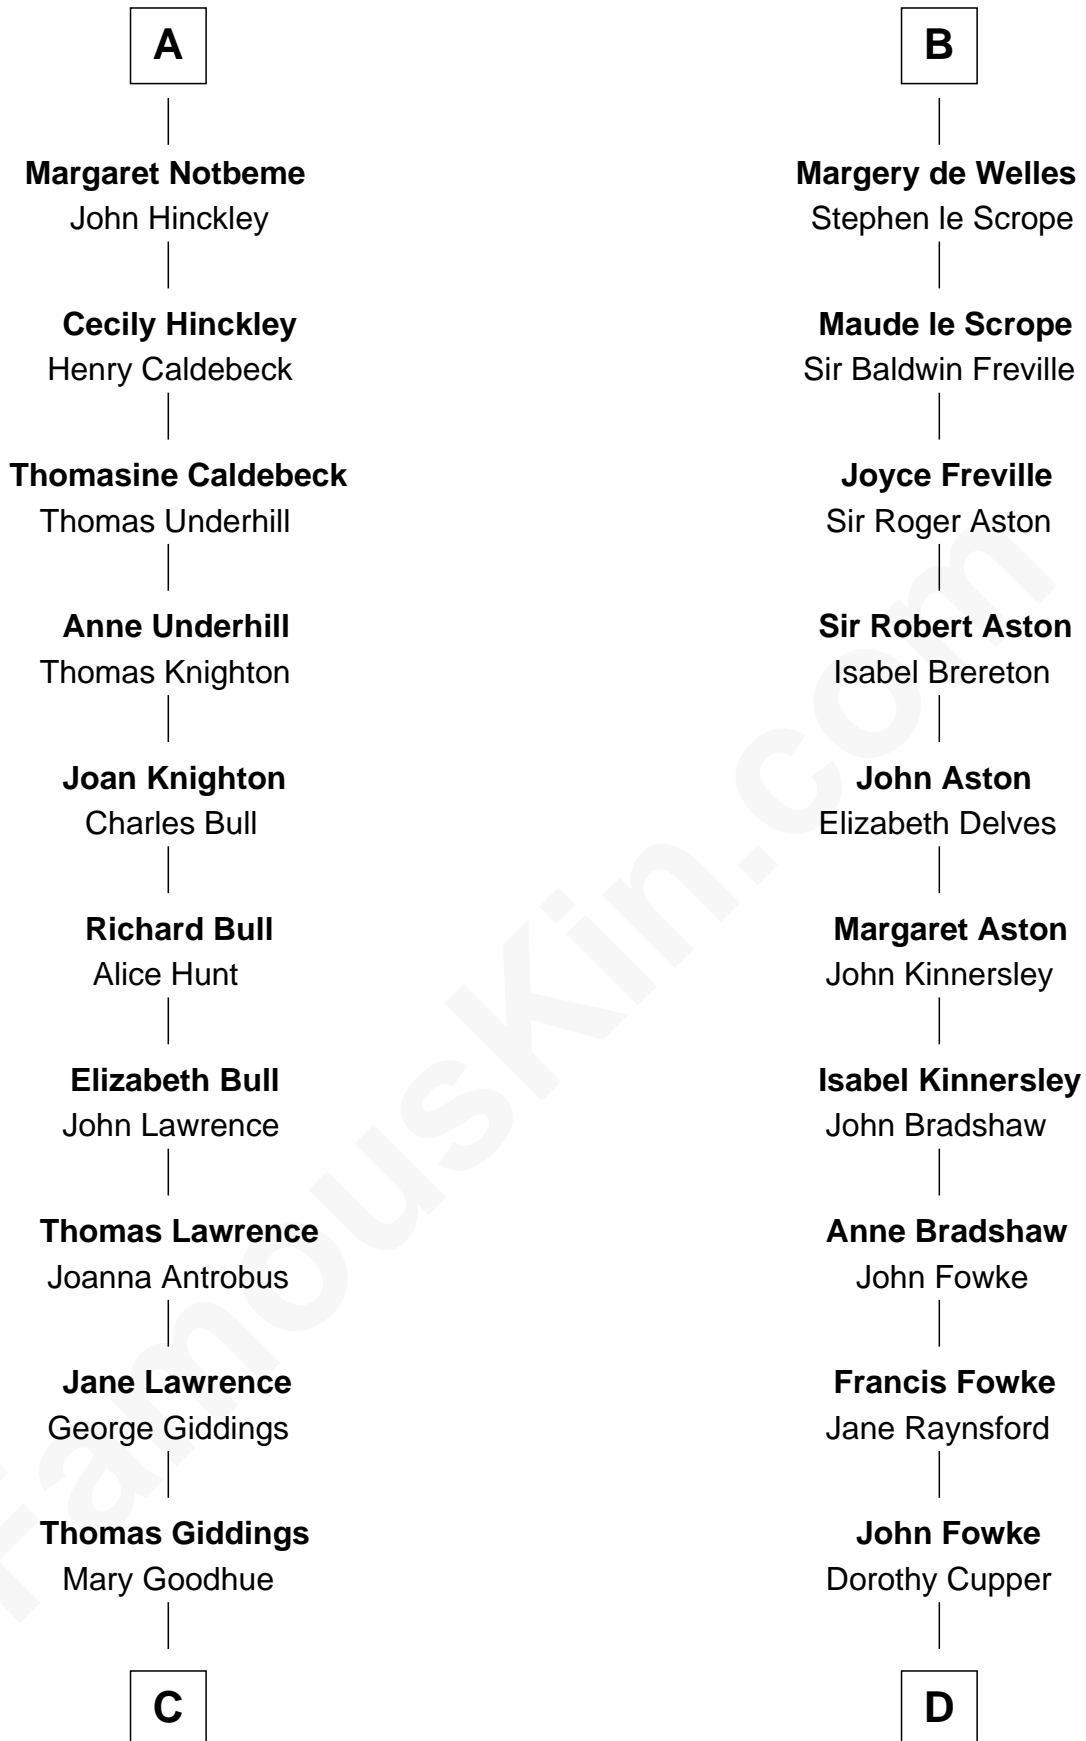 A
Margaret Notbeme
John Hinckley
Cecily Hinckley
Henry Caldebeck
Thomasine Caldebeck
Thomas Underhill
Anne Underhill
Thomas Knighton
Joan Knighton
Charles Bull
Richard Bull
Alice Hunt
Elizabeth Bull
John Lawrence
Thomas Lawrence
Joanna Antrobus
Jane Lawrence
George Giddings
Thomas Giddings
Mary Goodhue
C
B
Margery de Welles
Stephen le Scrope
Maude le Scrope
Sir Baldwin Freville
Joyce Freville
Sir Roger Aston
Sir Robert Aston
Isabel Brereton
John Aston
Elizabeth Delves
Margaret Aston
John Kinnersley
Isabel Kinnersley
John Bradshaw
Anne Bradshaw
John Fowke
Francis Fowke
Jane Raynsford
John Fowke
Dorothy Cupper
D
FamousKin.com